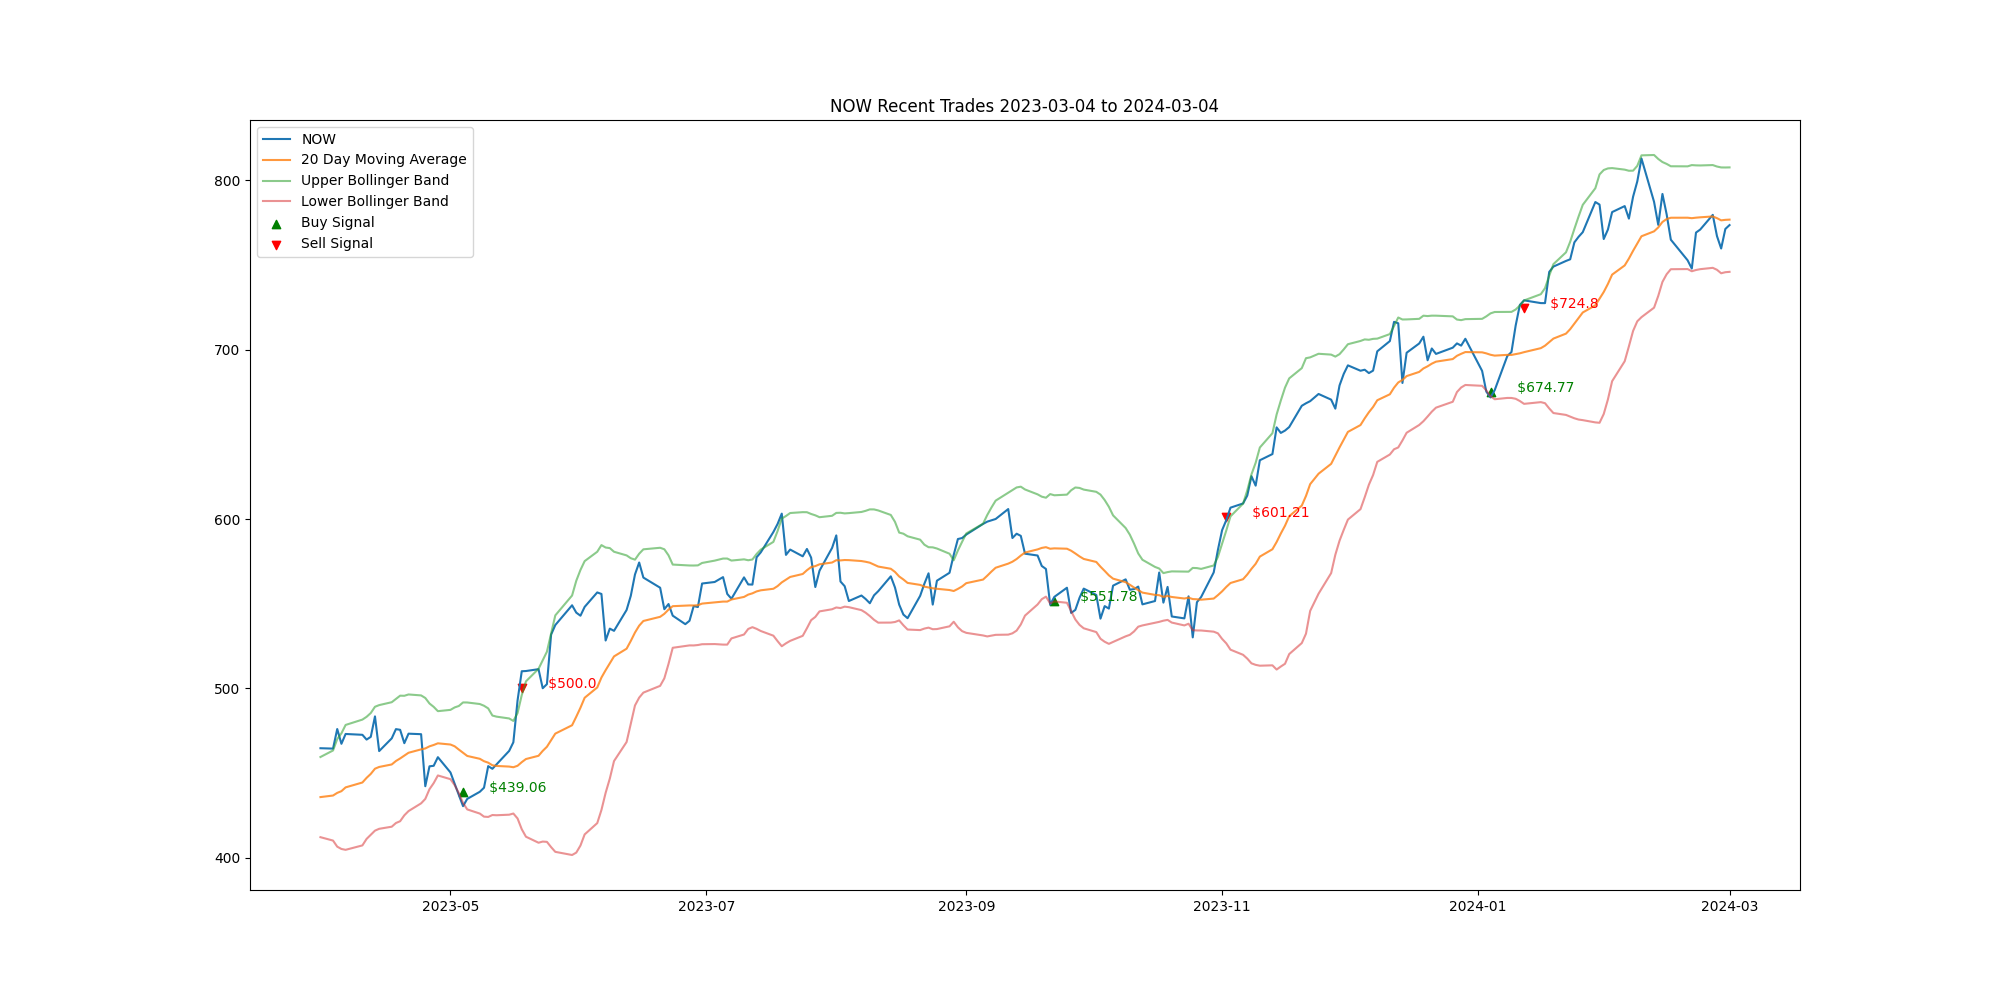 NOW Recent Trades 2023-03-04 to 2024-03-04
NOW
20 Day Moving Average
Upper Bollinger Band
Lower Bollinger Band
Buy Signal
Sell Signal
800
700
600
500
400
$724.8
$674.77
$601.21
$551.78
$500.0
$439.06
2023-05
2023-07
2023-09
2023-11
2024-01
2024-03